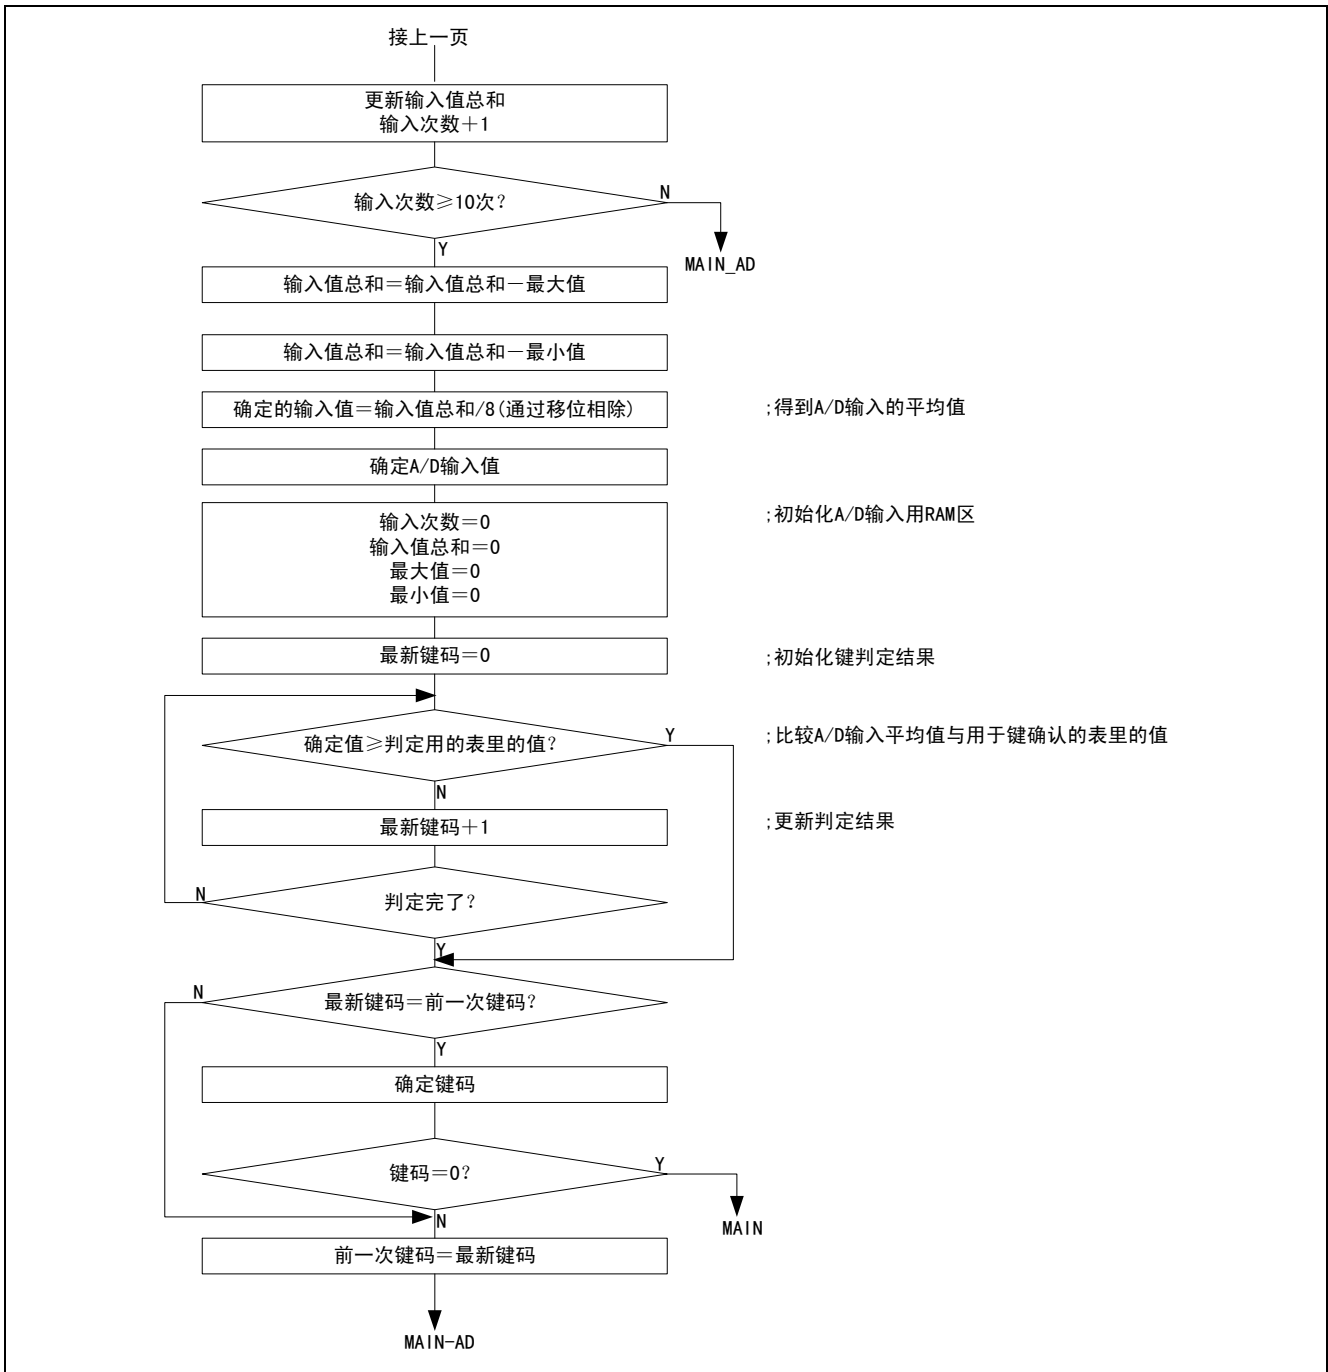 接上一页
更新输入值总和
输入次数＋1
输入次数≥10次？
N
MAIN_AD
Y
输入值总和＝输入值总和－最大值
输入值总和＝输入值总和－最小值
确定的输入值＝输入值总和/8(通过移位相除)
;得到A/D输入的平均值
确定A/D输入值
输入次数＝0
输入值总和＝0
最大值＝0
最小值＝0
;初始化A/D输入用RAM区
最新键码＝0
;初始化键判定结果
确定值≥判定用的表里的值？
Y
;比较A/D输入平均值与用于键确认的表里的值
N
最新键码＋1
;更新判定结果
N
判定完了？
Y
N
最新键码＝前一次键码？
Y
确定键码
键码＝0？
Y
MAIN
N
前一次键码＝最新键码
MAIN-AD